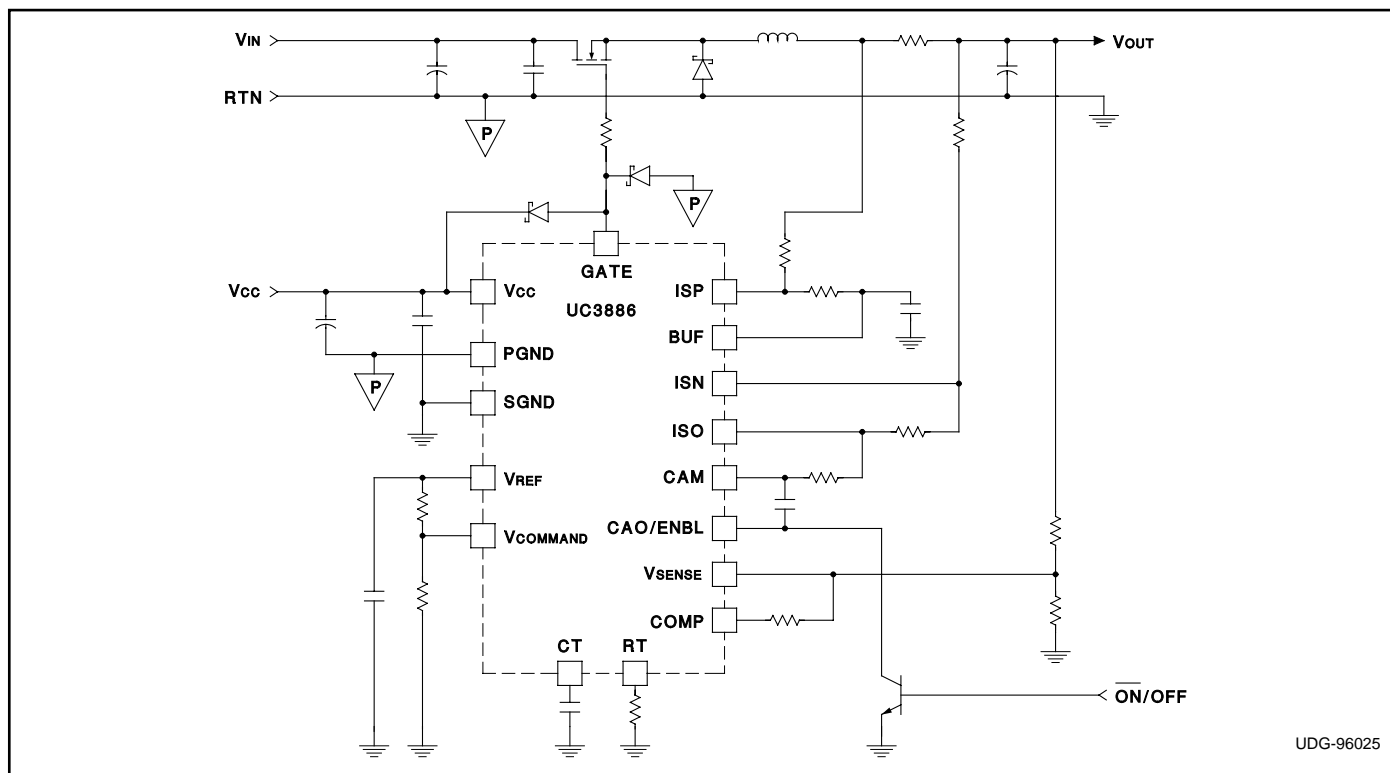 VIN
VOUT
RTN
P
P
GATE
UC3886
VCC
VCC
PGND
P
SGND
VREF
VCOMMAND
ISP
BUF
ISN
ISO
CAM
CAO/ENBL
VSENSE
COMP
CT
RT
ON/OFF
UDG-96025